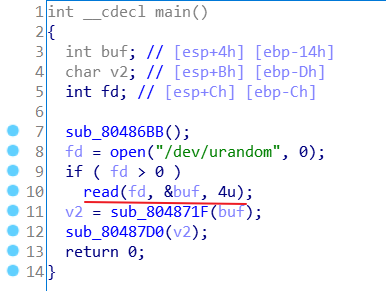 1 int __cdecl main()
2 {
3 int buf; // [esp+4h] [ebp-14h]
4 char v2; // [esp+Bh] [ebp-Dh]
5 int fd; // [esp+Ch] [ebp-Ch]
6
7 sub_80486BB();
8 fd = open("/dev/urandom", 0);
9 if ( fd > 0 )
10 read(fd, &buf, 4u);
11 v2 = sub_804871F(buf);
12 sub_80487D0(v2);
13 return 0;
14 }